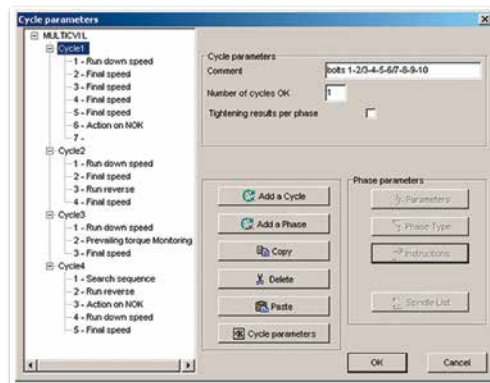 Cycle parameters
MULTICVI L
Cycle1
1 - Run down speed
2 - Final speed
3 - Final speed
4 - Final speed
5 - Final speed
6 - Action on NOK
7 -
Cycle2
1 - Run down speed
2 - Final speed
3 - Run reverse
4 - Final speed
Cycle3
1 - Run down speed
2 - Prevailing torque Monitoring
3 - Final speed
Cycle4
1 - Search sequence
2 - Run reverse
3 - Action on NOK
4 - Run down speed
5 - Final speed
Cycle parameters
Comment bolts 1-2/3-4-5-6/7-8-9-10
Number of cycles OK 1
Tightening results per phase
Add a Cycle
Add a Phase
Copy
Delete
Paste
Cycle parameters
Phase parameters
Parameters
Phase Type
Instructions
Spindle List
OK Cancel